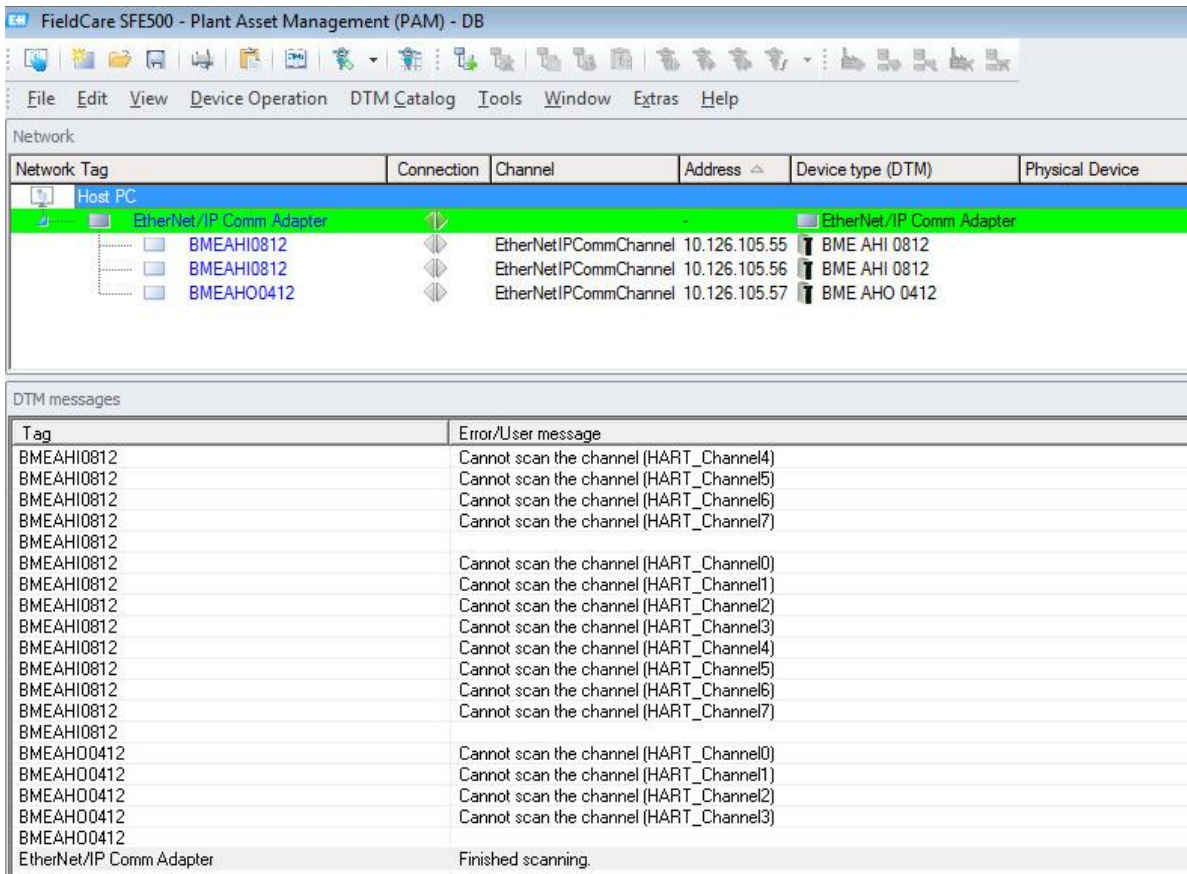 FieldCare SFE500 - Plant Asset Management (PAM) - DB
File Edit View Device Operation DTM Catalog Tools Window Extras Help
Network
Network Tag Connection Channel Address Device type (DTM) Physical Device
Host PC
EtherNet/IP Comm Adapter - EtherNet/IP Comm Adapter
BMEAHI0812 EtherNetIPCommChannel 10.126.105.55 BME AHI 0812
BMEAHI0812 EtherNetIPCommChannel 10.126.105.56 BME AHI 0812
BMEAHO0412 EtherNetIPCommChannel 10.126.105.57 BME AHO 0412
DTM messages
Tag Error/User message
BMEAHI0812 Cannot scan the channel (HART_Channel4)
BMEAHI0812 Cannot scan the channel (HART_Channel5)
BMEAHI0812 Cannot scan the channel (HART_Channel6)
BMEAHI0812 Cannot scan the channel (HART_Channel7)
BMEAHI0812
BMEAHI0812 Cannot scan the channel (HART_Channel0)
BMEAHI0812 Cannot scan the channel (HART_Channel1)
BMEAHI0812 Cannot scan the channel (HART_Channel2)
BMEAHI0812 Cannot scan the channel (HART_Channel3)
BMEAHI0812 Cannot scan the channel (HART_Channel4)
BMEAHI0812 Cannot scan the channel (HART_Channel5)
BMEAHI0812 Cannot scan the channel (HART_Channel6)
BMEAHI0812 Cannot scan the channel (HART_Channel7)
BMEAHI0812
BMEAHO0412 Cannot scan the channel (HART_Channel0)
BMEAHO0412 Cannot scan the channel (HART_Channel1)
BMEAHO0412 Cannot scan the channel (HART_Channel2)
BMEAHO0412 Cannot scan the channel (HART_Channel3)
BMEAHO0412
EtherNet/IP Comm Adapter Finished scanning.